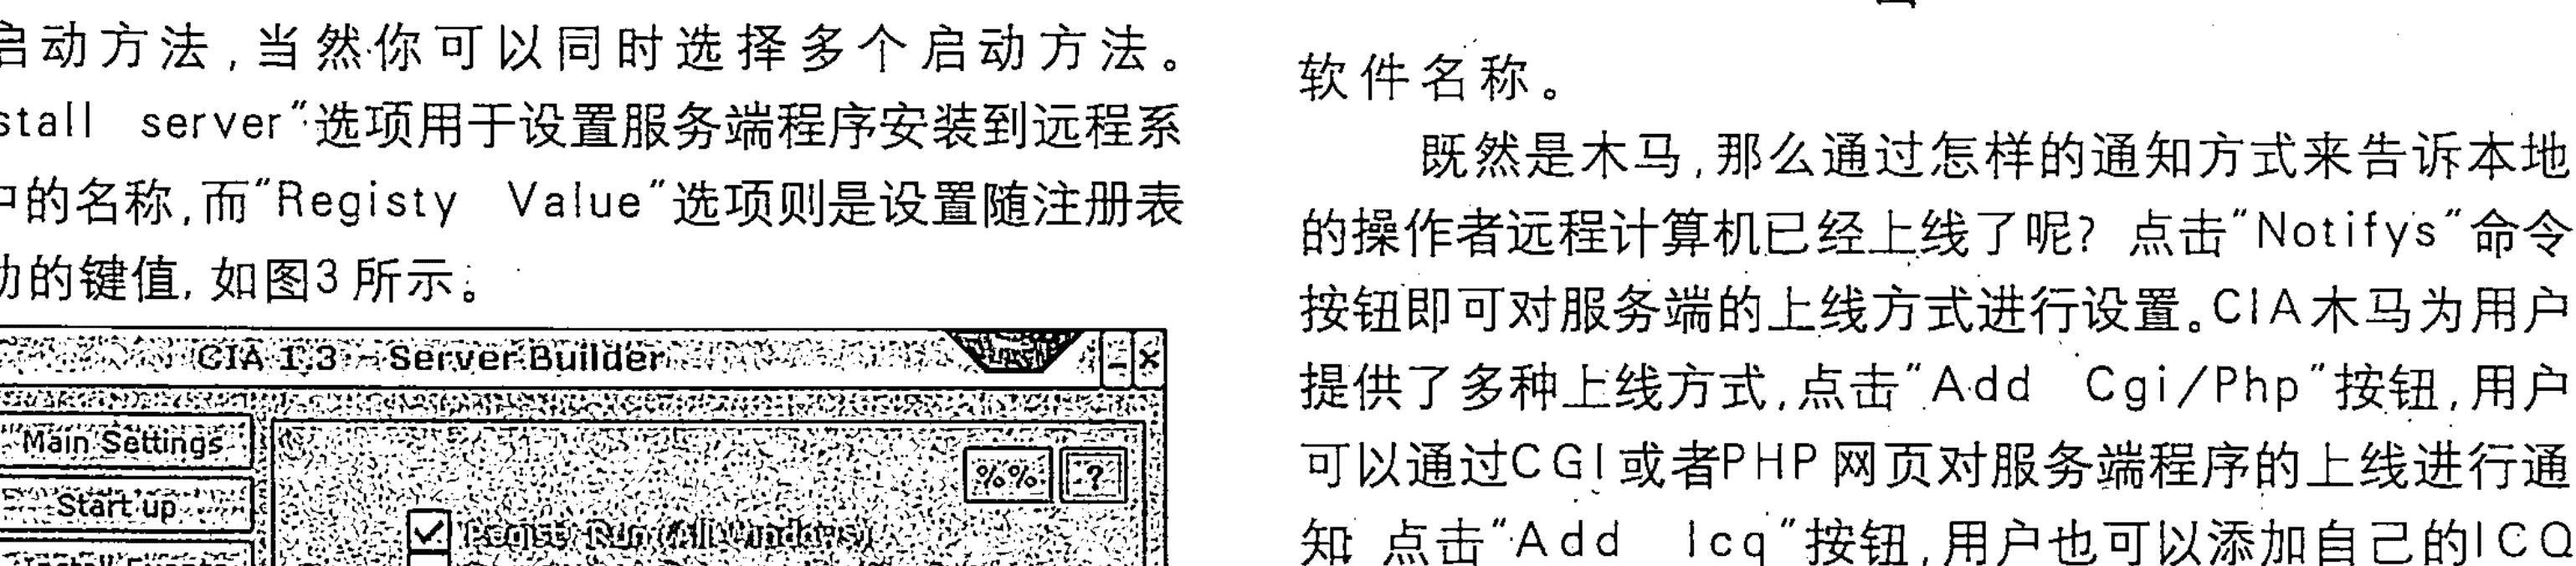 启动方法,当然你可以同时选择多个启动方法。
stall server"选项用于设置服务端程序安装到远程系
中的名称,而"Registy Value"选项则是设置随注册表
动的键值, 如图3所示。
CIA 1.3 - Server Builder
Main Settings
%% ?
Start up
Regist Run (All Windows)
软件名称。
既然是木马,那么通过怎样的通知方式来告诉本地
的操作者远程计算机已经上线了呢? 点击"Notifys"命令
按钮即可对服务端的上线方式进行设置。CIA木马为用户
提供了多种上线方式,点击"Add Cgi/Php"按钮,用户
可以通过CGI或者PHP网页对服务端程序的上线进行通
知 点击"Add Icq"按钮,用户也可以添加自己的ICQ